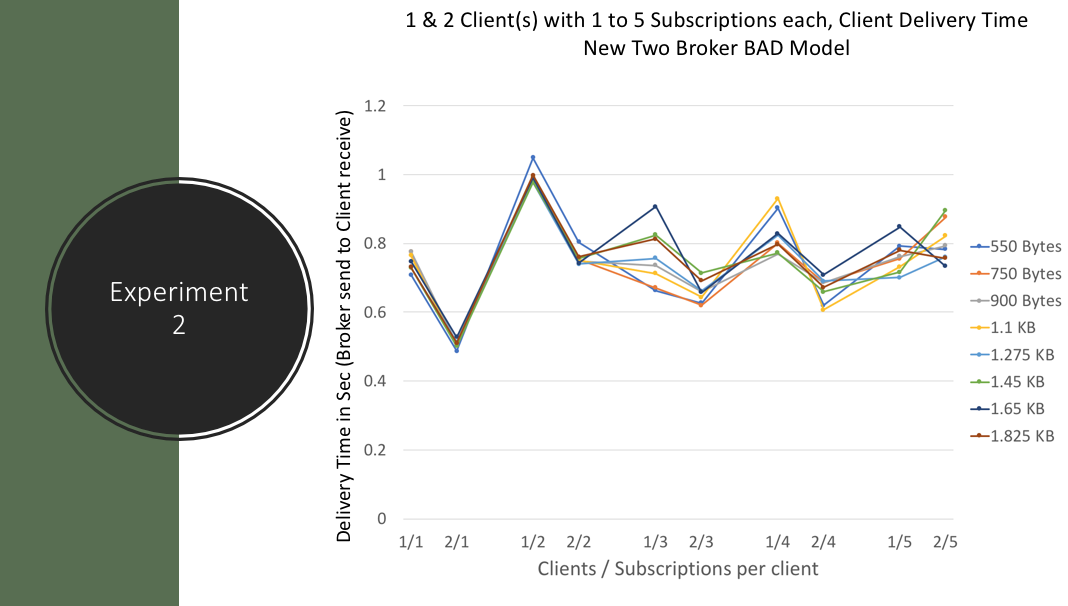 1 & 2 Client(s) with 1 to 5 Subscriptions each, Client Delivery Time
New Two Broker BAD Model
Experiment
2
Delivery Time in Sec (Broker send to Client receive)
1.2
1
0.8
0.6
0.4
0.2
0
1/1 2/1 1/2 2/2 1/3 2/3 1/4 2/4 1/5 2/5
Clients / Subscriptions per client
550 Bytes
750 Bytes
900 Bytes
1.1 KB
1.275 KB
1.45 KB
1.65 KB
1.825 KB